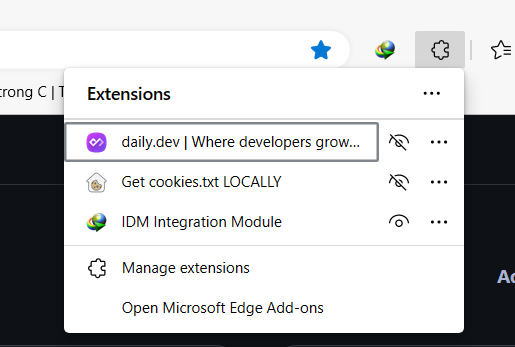 trong C | T
Extensions
daily.dev | Where developers grow...
Get cookies.txt LOCALLY
IDM Integration Module
Manage extensions
Open Microsoft Edge Add-ons
Ac